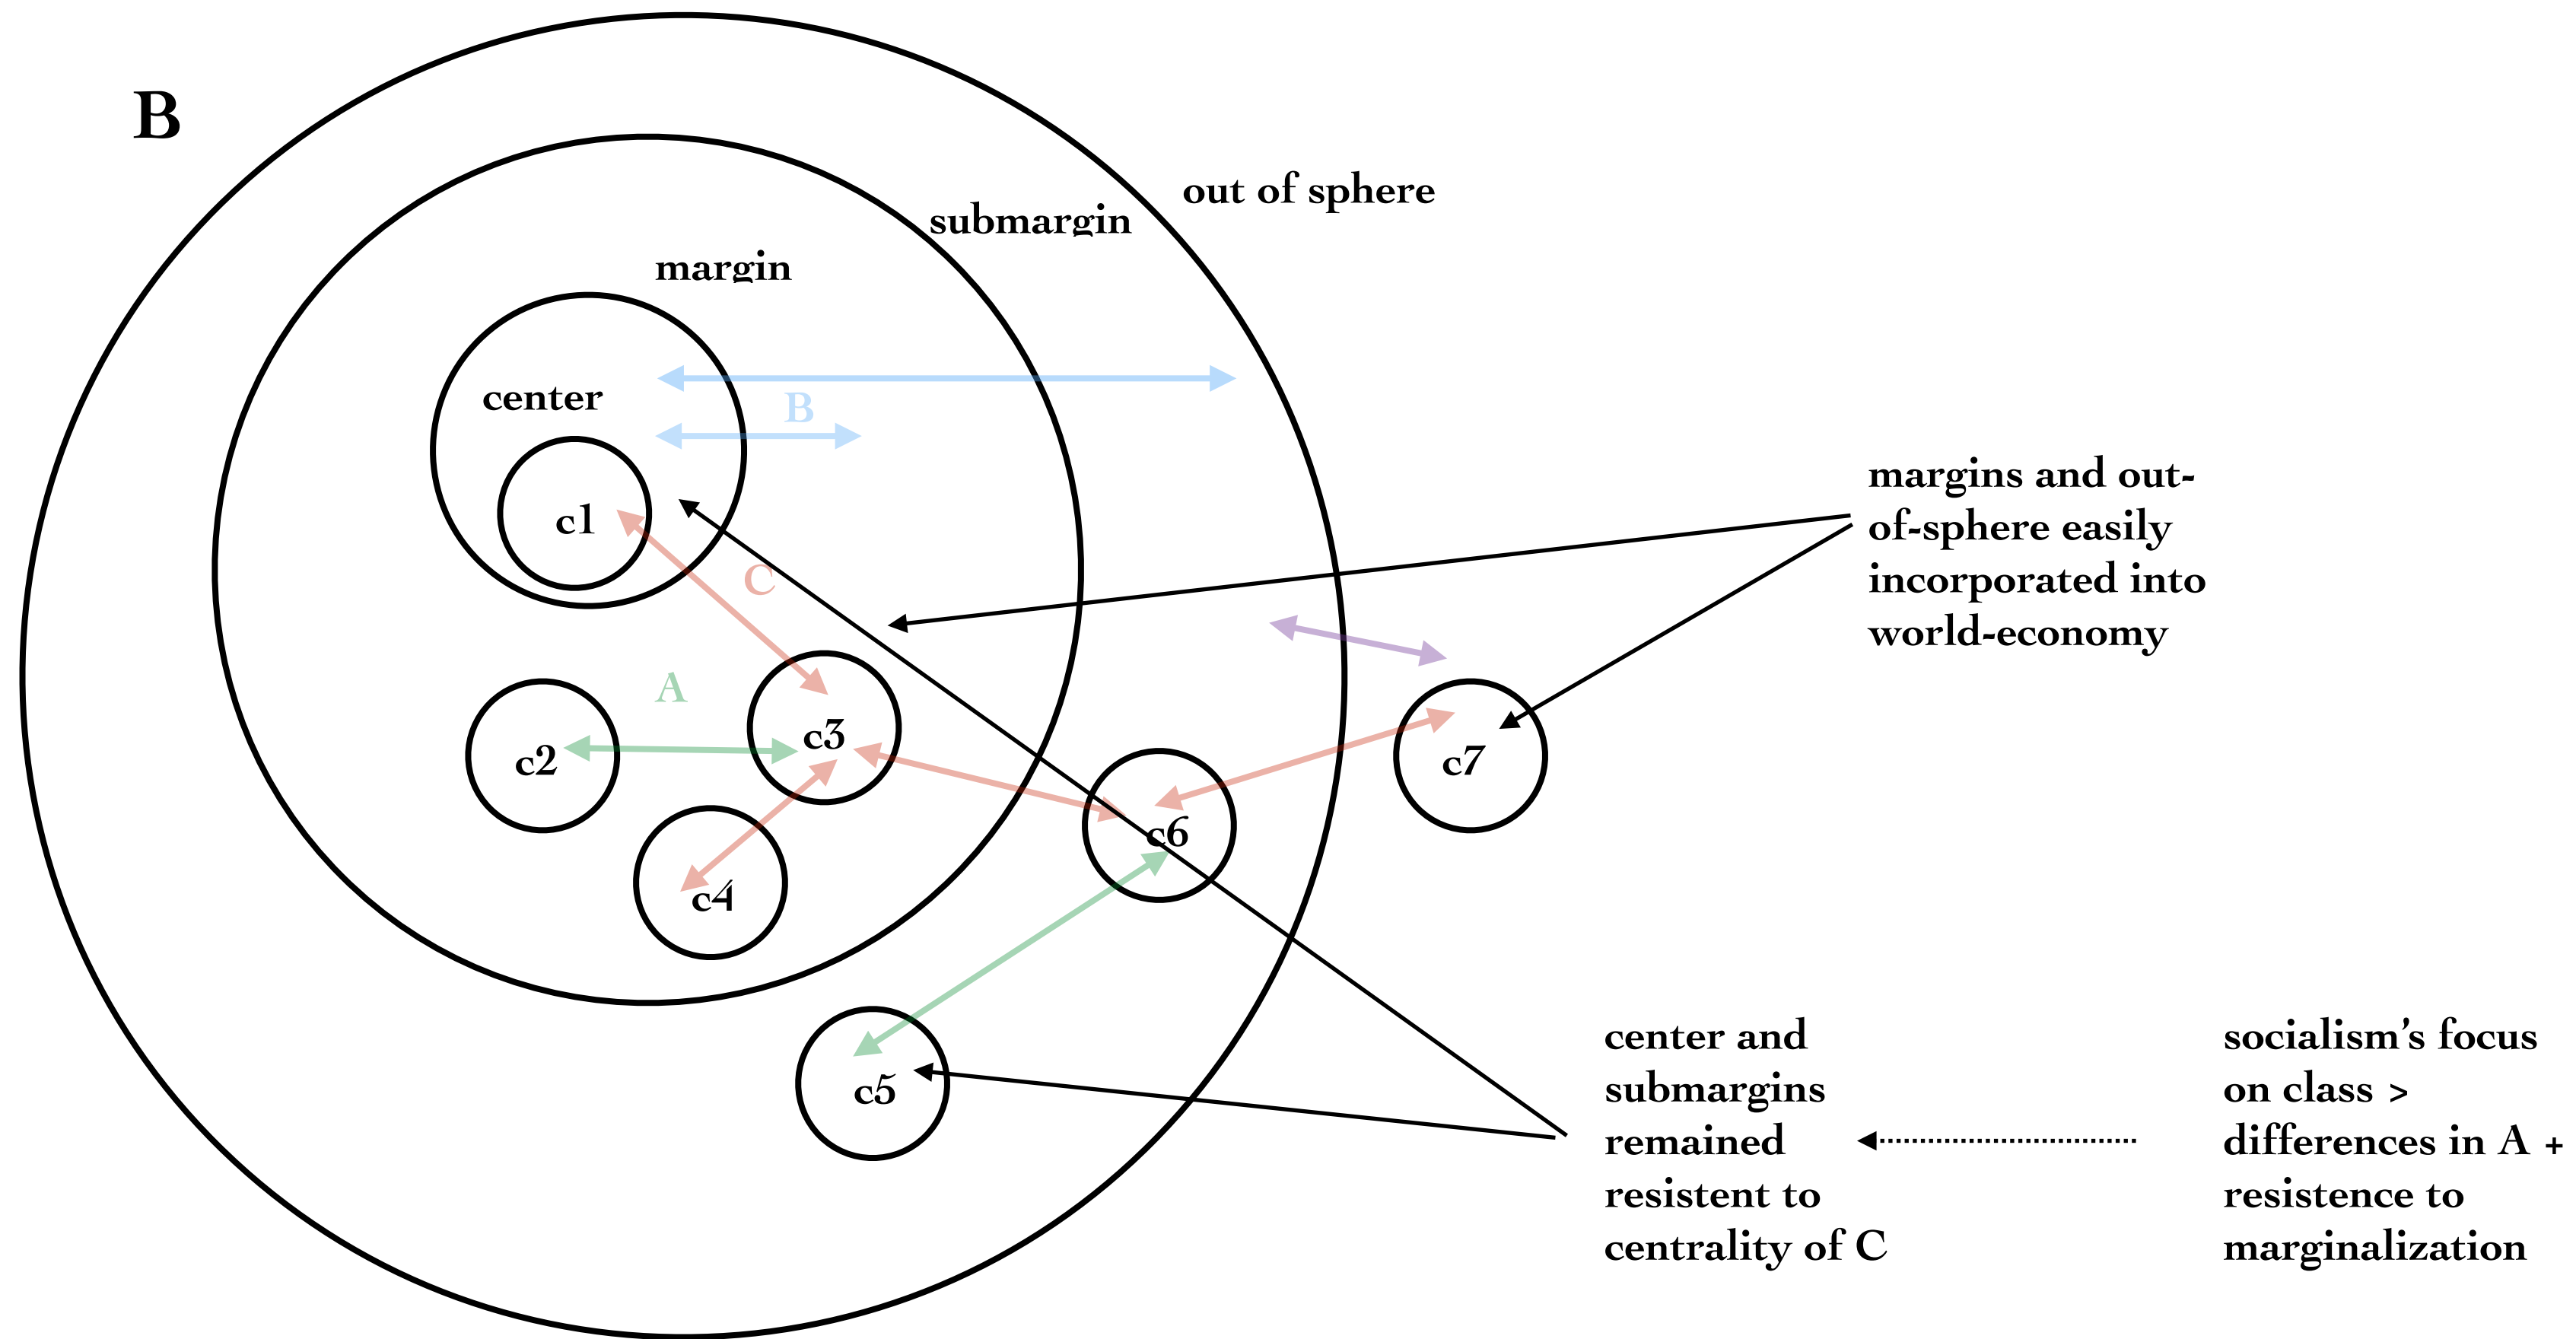 B
out of sphere
submargin
margin
center
B
c1
C
A
c3
c2
c4
c6
c7
c5
margins and out-
of-sphere easily
incorporated into
world-economy
center and
submargins
remained
resistent to
centrality of C
socialism’s focus
on class >
differences in A +
resistence to
marginalization